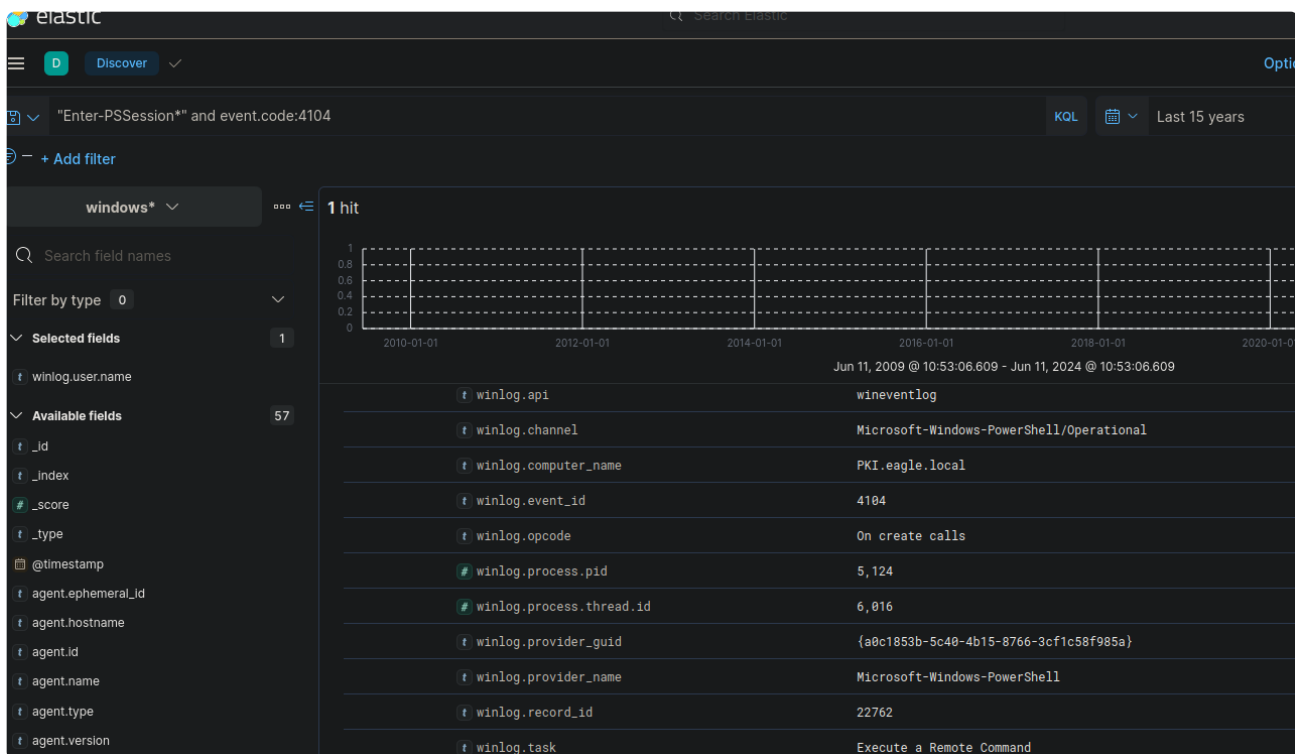 elastic
Search Elastic
D Discover
Optio
"Enter-PSSession*" and event.code:4104 KQL Last 15 years
+ Add filter
windows*
1 hit
Search field names
Filter by type 0
Selected fields 1
t winlog.user.name
Available fields 57
t _id
t _index
# _score
t _type
@timestamp
t agent.ephemeral_id
t agent.hostname
t agent.id
t agent.name
t agent.type
t agent.version
1
0.8
0.6
0.4
0.2
0
2010-01-01 2012-01-01 2014-01-01 2016-01-01 2018-01-01 2020-01-0
Jun 11, 2009 @ 10:53:06.609 - Jun 11, 2024 @ 10:53:06.609
t winlog.api wineventlog
t winlog.channel Microsoft-Windows-PowerShell/Operational
t winlog.computer_name PKI.eagle.local
t winlog.event_id 4104
t winlog.opcode On create calls
# winlog.process.pid 5,124
# winlog.process.thread.id 6,016
t winlog.provider_guid {a0c1853b-5c40-4b15-8766-3cf1c58f985a}
t winlog.provider_name Microsoft-Windows-PowerShell
t winlog.record_id 22762
t winlog.task Execute a Remote Command